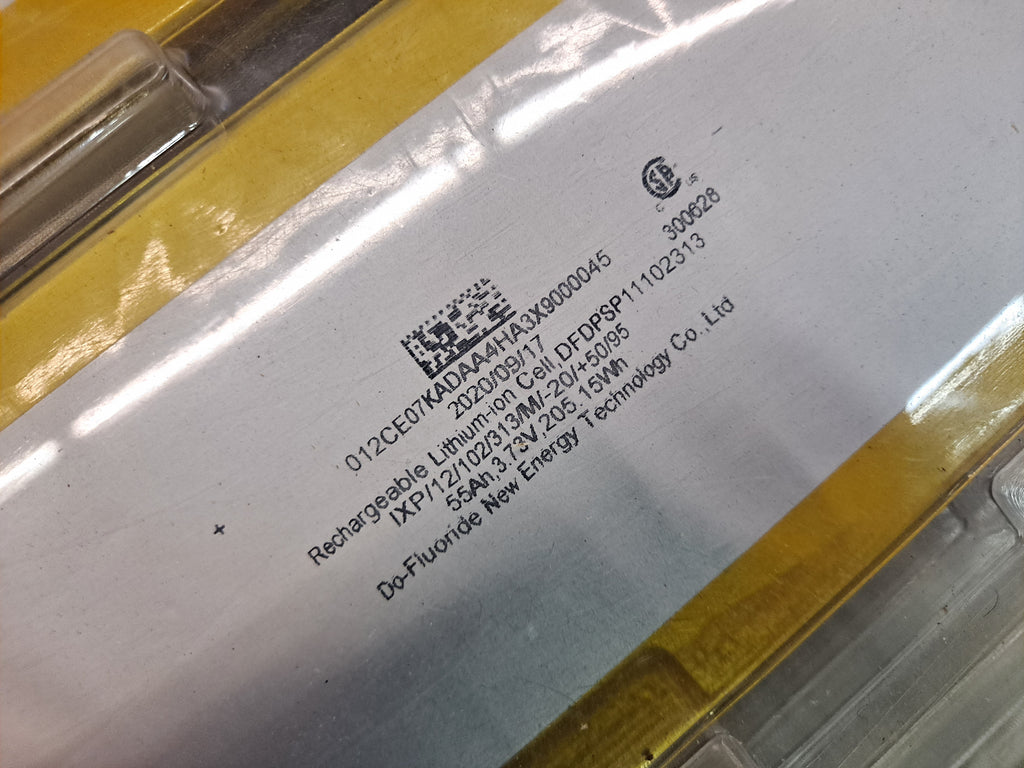 012CE07KADAA4HA3X9000045
2020/09/17
300628
Rechargeable Lithium-ion Cell, DFDPSP11102313
IXP/12/102/313/M/-20/+50/95
55Ah,3.73V 205.15Wh
Do-Fluoride New Energy Technology Co.,Ltd